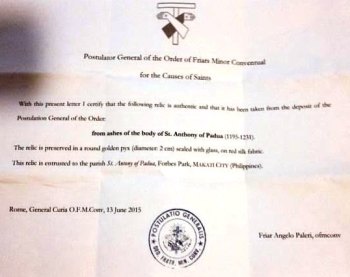 Postulator General of the Order of Friars Minor Conventual
for the Causes of Saints
With this present letter I certify that the following relic is authentic and that it has been taken from the deposit of the
Postulation General of the Order:
from ashes of the body of St. Anthony of Padua (1195-1231).
The relic is preserved in a round golden pyx (diameter: 2 cm) sealed with glass, on red silk fabric.
This relic is entrusted to the parish St. Antony of Padua, Forbes Park, MAKATI CITY (Philippines).
Rome, General Curia O.F.M.Conv, 13 June 2015
POSTULATIO GENERALIS
ORD. FRATR. MIN. CONV.
Friar Angelo Paleri, ofmconv